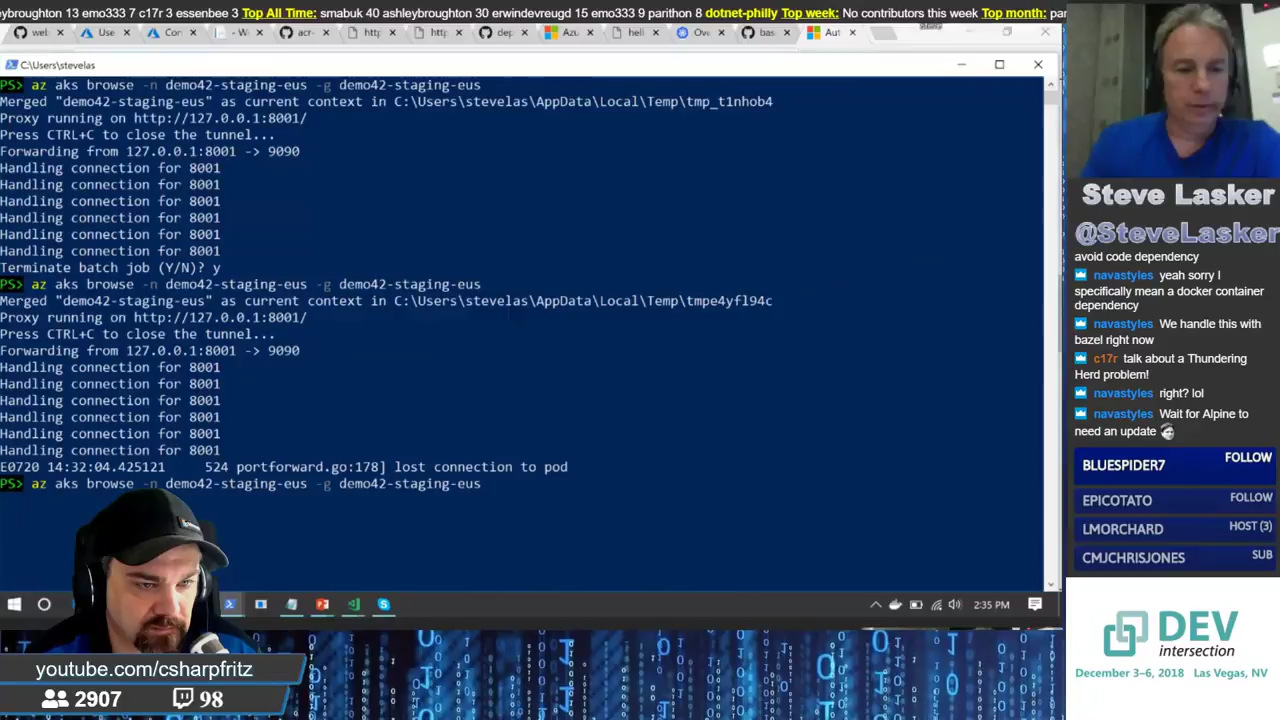 eybroughton 13 emo333 7 c17r 3 essenbee 3 Top All Time: smabuk 40 ashleybroughton 20 erwindevreugd 15 emo333 9 parithon 8 dotnet-philly Top week: No contributors this week Top month: par
web
Use
Con
- Wi
acr-
http
http
dep
Azu
hell
Ove
bas
Aut
C:\Users\stevelas
PS> az aks browse -n demo42-staging-eus -g demo42-staging-eus
Merged "demo42-staging-eus" as current context in C:\Users\stevelas\AppData\Local\Temp\tmp_t1nhob4
Proxy running on http://127.0.0.1:8001/
Press CTRL+C to close the tunnel...
Forwarding from 127.0.0.1:8001 -> 9090
Handling connection for 8001
Handling connection for 8001
Handling connection for 8001
Handling connection for 8001
Handling connection for 8001
Handling connection for 8001
Terminate batch job (Y/N)? y
PS> az aks browse -n demo42-staging-eus -g demo42-staging-eus
Merged "demo42-staging-eus" as current context in C:\Users\stevelas\AppData\Local\Temp\tmpe4yfl94c
Proxy running on http://127.0.0.1:8001/
Press CTRL+C to close the tunnel...
Forwarding from 127.0.0.1:8001 -> 9090
Handling connection for 8001
Handling connection for 8001
Handling connection for 8001
Handling connection for 8001
Handling connection for 8001
Handling connection for 8001
E0720 14:32:04.425121 524 portforward.go:178] lost connection to pod
PS> az aks browse -n demo42-staging-eus -g demo42-staging-eus
2:35 PM
Steve Lasker
@SteveLasker
avoid code dependency
navastyles yeah sorry I
specifically mean a docker container
dependency
navastyles We handle this with
bazel right now
c17r talk about a Thundering
Herd problem!
navastyles right? lol
navastyles Wait for Alpine to
need an update
BLUESPIDER7 FOLLOW
EPICOTATO FOLLOW
LMORCHARD HOST (3)
CMJCHRISJONES SUB
DEV
intersection
December 3–6, 2018 Las Vegas, NV
youtube.com/csharpfritz
2907 98